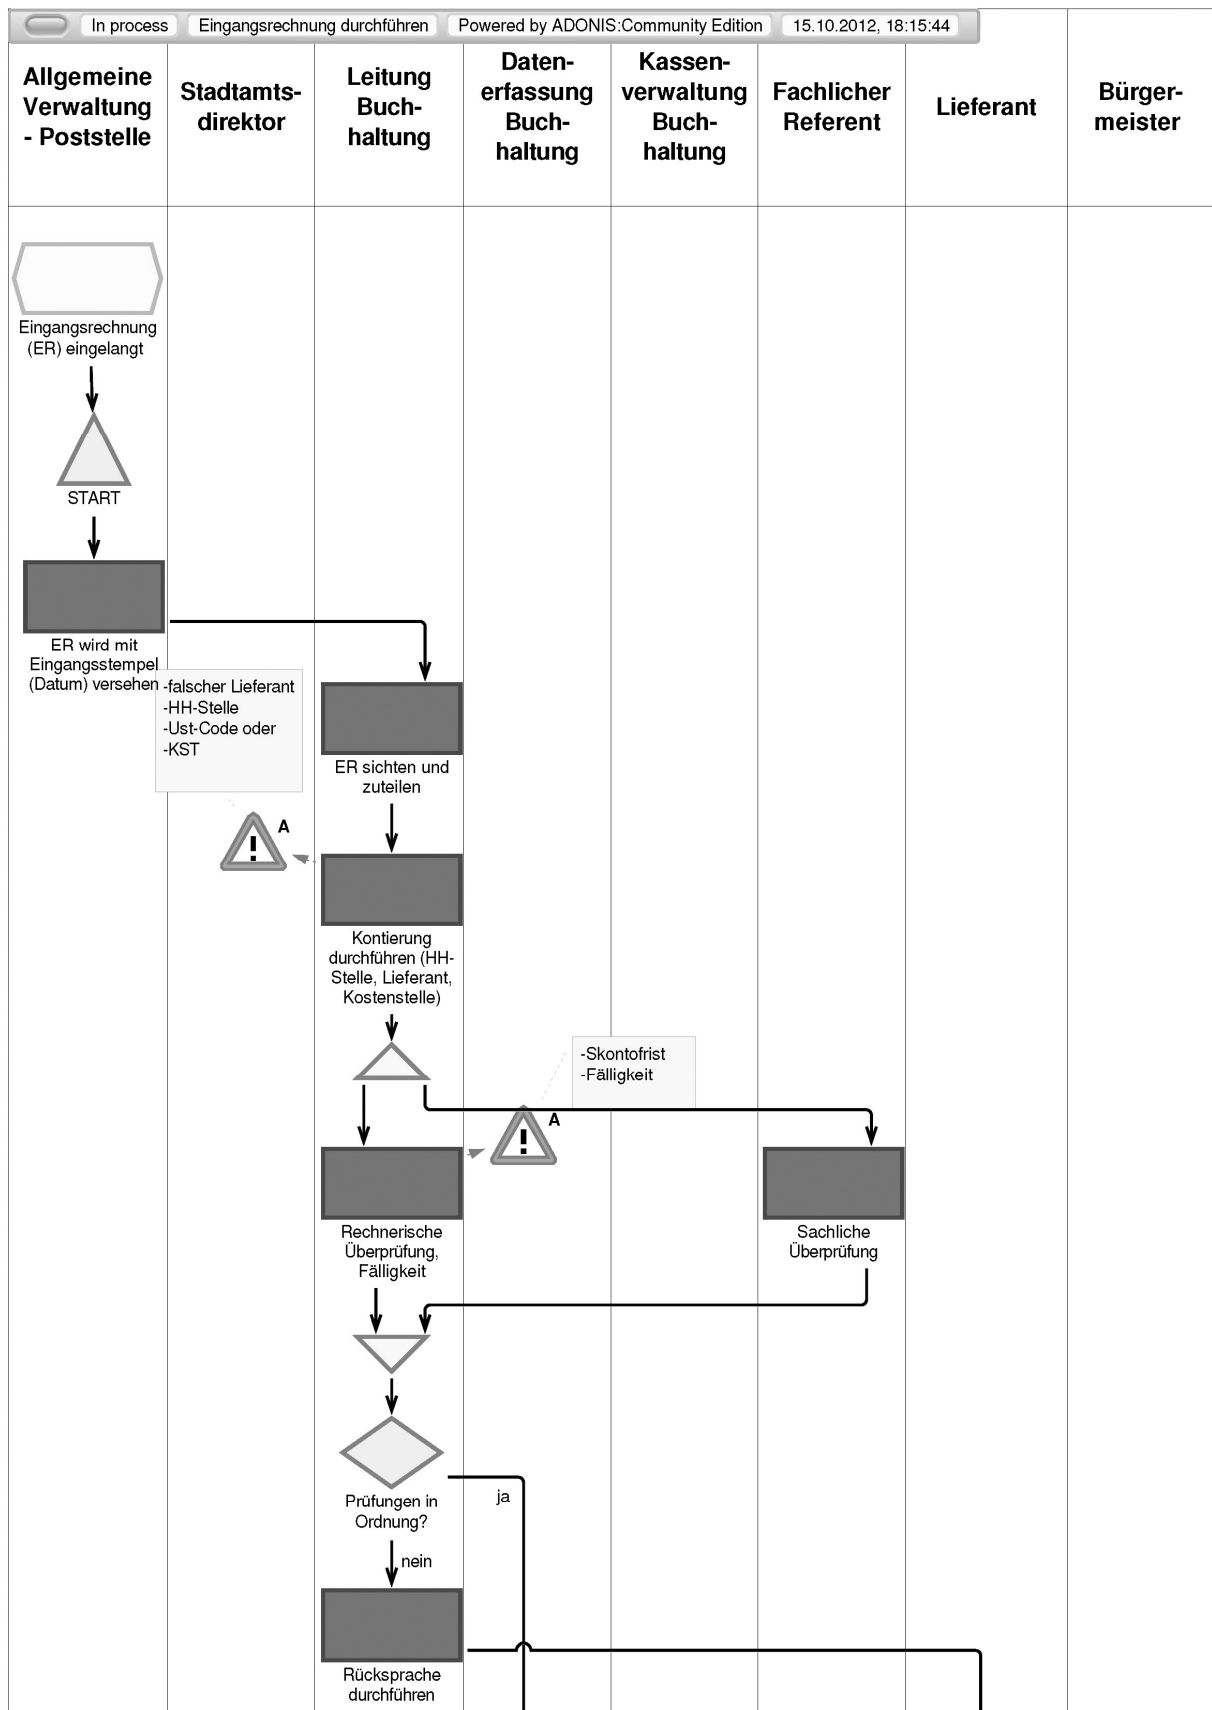 In process
Eingangsrechnung durchführen
Powered by ADONIS:Community Edition
15.10.2012, 18:15:44
Allgemeine
Verwaltung
- Poststelle
Stadtamts-
direktor
Leitung
Buch-
haltung
Daten-
erfassung
Buch-
haltung
Kassen-
verwaltung
Buch-
haltung
Fachlicher
Referent
Lieferant
Bürger-
meister
Eingangsrechnung
(ER) eingelangt
START
ER wird mit
Eingangsstempel
(Datum) versehen
-falscher Lieferant
-HH-Stelle
-Ust-Code oder
-KST
ER sichten und
zuteilen
A
!
Kontierung
durchführen (HH-
Stelle, Lieferant,
Kostenstelle)
-Skontofrist
-Fälligkeit
A
!
Rechnerische
Überprüfung,
Fälligkeit
Sachliche
Überprüfung
Prüfungen in
Ordnung?
ja
nein
Rücksprache
durchführen